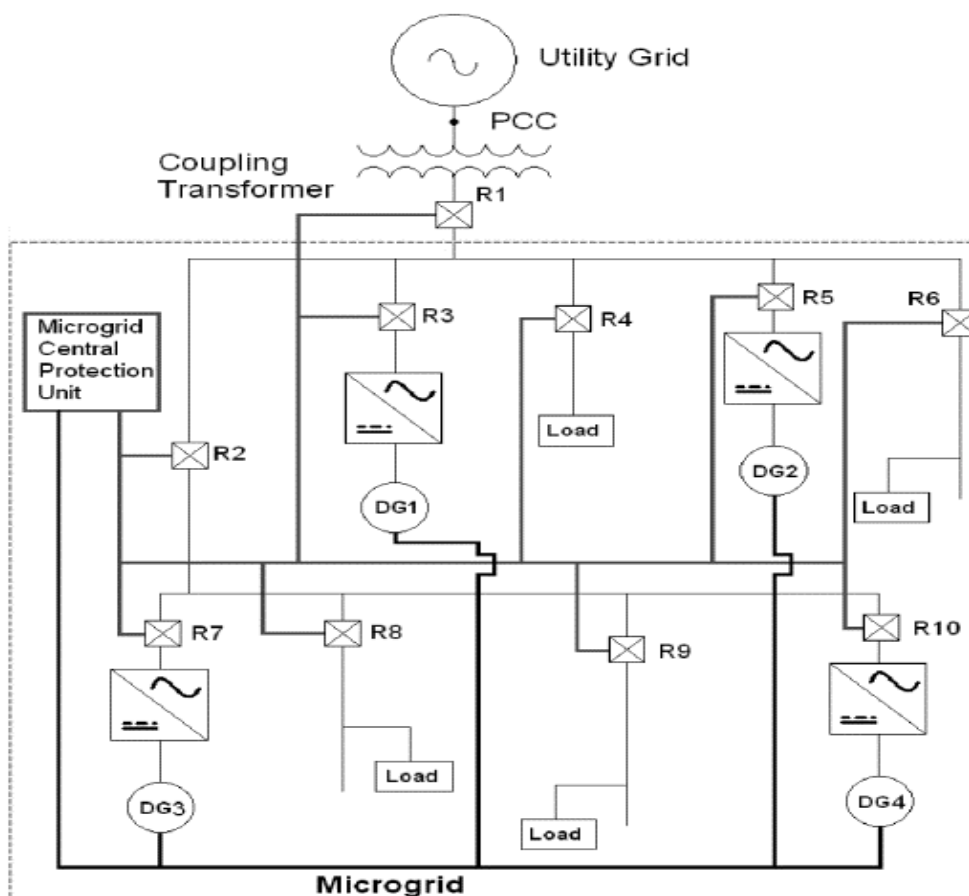 Utility Grid
PCC
Coupling
Transformer
R1
R3
R4
R5
R6
Microgrid
Central
Protection
Unit
R2
Load
DG1
DG2
Load
R7
R8
R9
R10
Load
DG3
Load
DG4
Microgrid